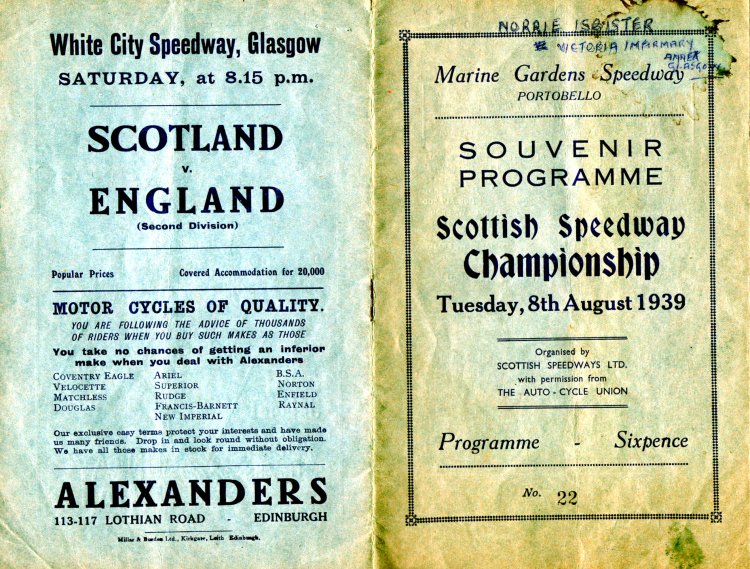 White City Speedway, Glasgow
SATURDAY, at 8.15 p.m.
SCOTLAND
v.
ENGLAND
(Second Division)
Popular Prices Covered Accommodation for 20,000
MOTOR CYCLES OF QUALITY.
YOU ARE FOLLOWING THE ADVICE OF THOUSANDS
OF RIDERS WHEN YOU BUY SUCH MAKES AS THOSE
You take no chances of getting an inferior
make when you deal with Alexanders
COVENTRY EAGLE ARIEL B.S.A.
VELOCETTE SUPERIOR NORTON
MATCHLESS RUDGE ENFIELD
DOUGLAS FRANCIS-BARNETT RAYNAL
NEW IMPERIAL
Our exclusive easy terms protect your interests and have made
us many friends. Drop in and look round without obligation.
We have all those makes in stock for immediate delivery.
ALEXANDERS
113-117 LOTHIAN ROAD - EDINBURGH
Millar & Burden Ltd., Kirkgate, Leith Edinburgh.
NORRIE ISBISTER
VICTORIA INFIRMARY
ANNEX
GLASGOW
Marine Gardens Speedway
PORTOBELLO
SOUVENIR
PROGRAMME
Scottish Speedway
Championship
Tuesday, 8th August 1939
Organised by
SCOTTISH SPEEDWAYS LTD.
with permission from
THE AUTO-CYCLE UNION
Programme - Sixpence
No. 22